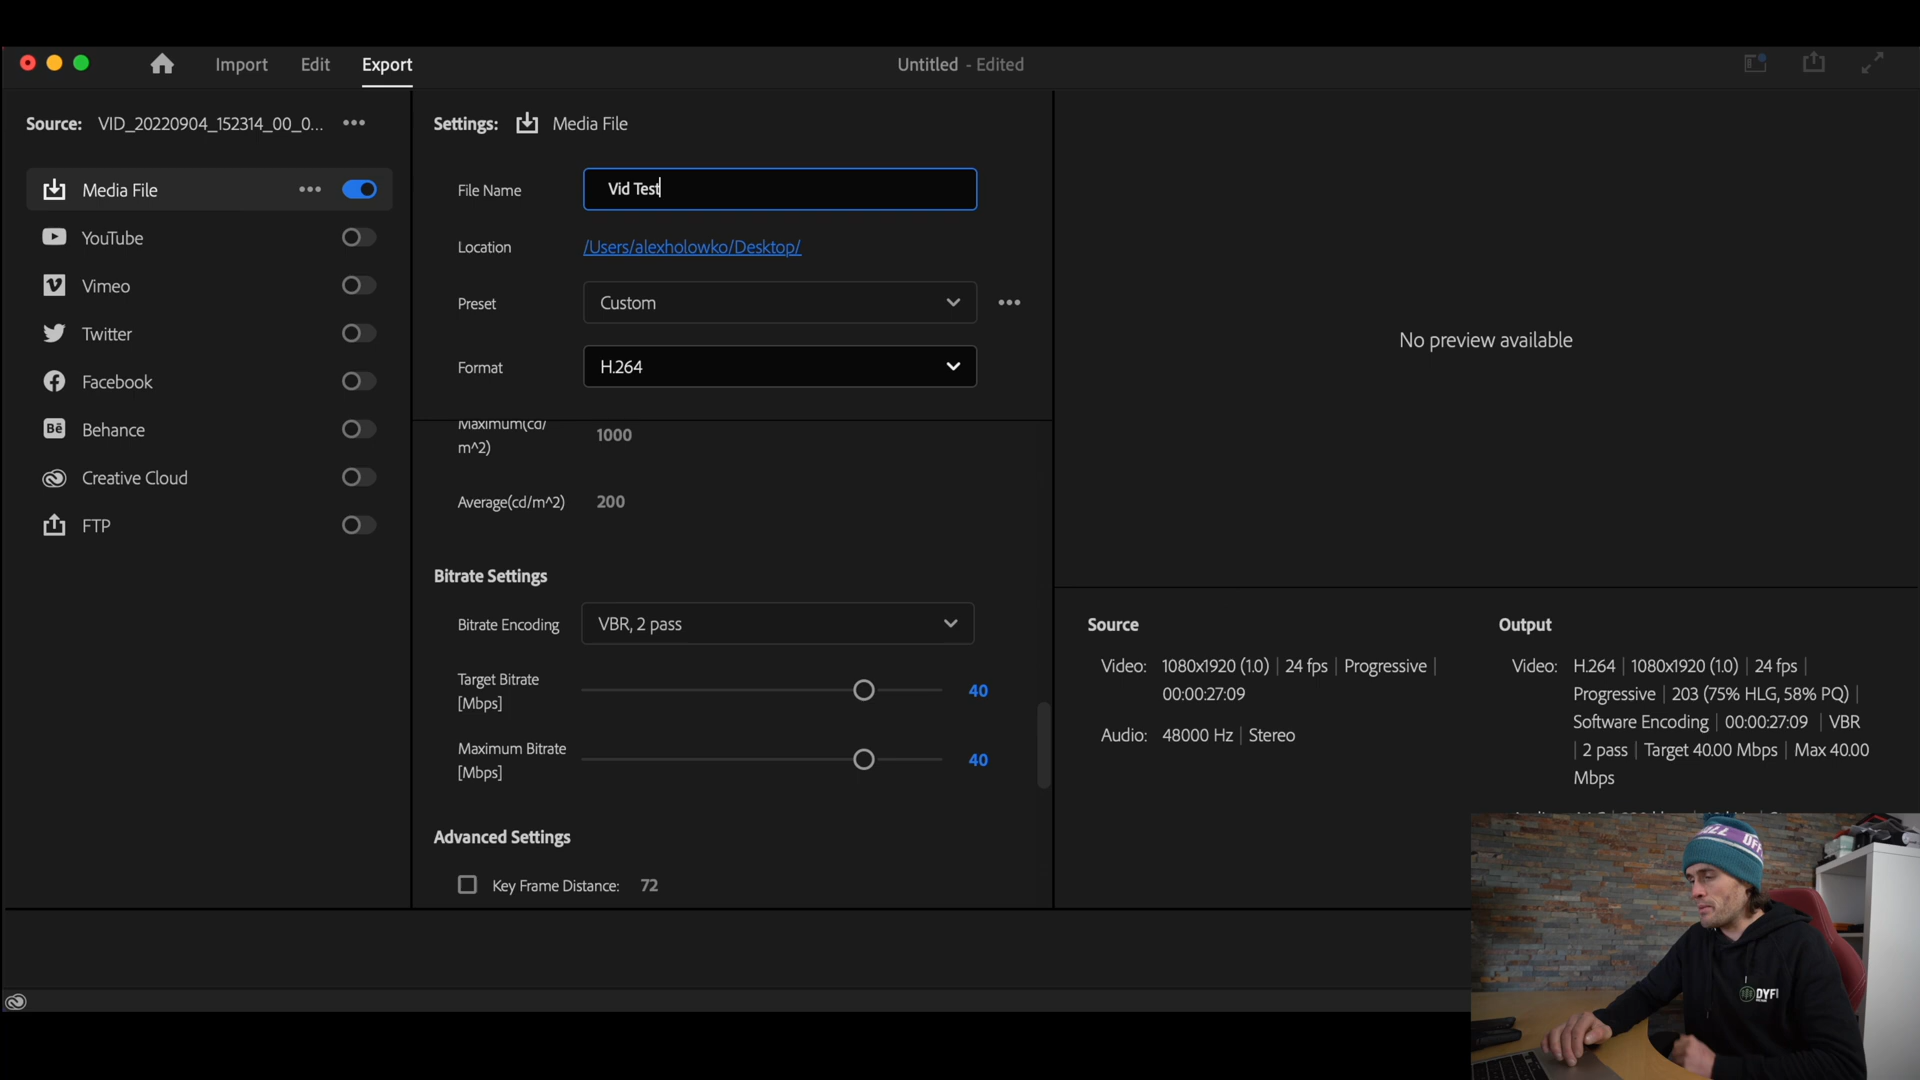 Import Edit Export
Untitled - Edited
Source: VID_20220904_152314_00_0... •••
Media File •••
YouTube
Vimeo
Twitter
Facebook
Bē Behance
Creative Cloud
FTP
Settings: Media File
File Name Vid Test
Location /Users/alexholowko/Desktop/
Preset Custom •••
Format H.264
Maximum(cd/
m^2) 1000
Average(cd/m^2) 200
Bitrate Settings
Bitrate Encoding VBR, 2 pass
Target Bitrate
[Mbps] 40
Maximum Bitrate
[Mbps] 40
Advanced Settings
Key Frame Distance: 72
No preview available
Source
Video: 1080x1920 (1.0) | 24 fps | Progressive |
00:00:27:09
Audio: 48000 Hz | Stereo
Output
Video: H.264 | 1080x1920 (1.0) | 24 fps |
Progressive | 203 (75% HLG, 58% PQ) |
Software Encoding | 00:00:27:09 | VBR
| 2 pass | Target 40.00 Mbps | Max 40.00
Mbps
DYFI